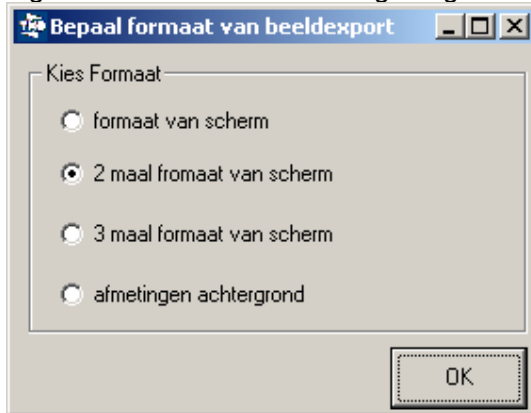 Bepaal formaat van beeldexport
Kies Formaat
formaat van scherm
2 maal fromaat van scherm
3 maal formaat van scherm
afmetingen achtergrond
OK